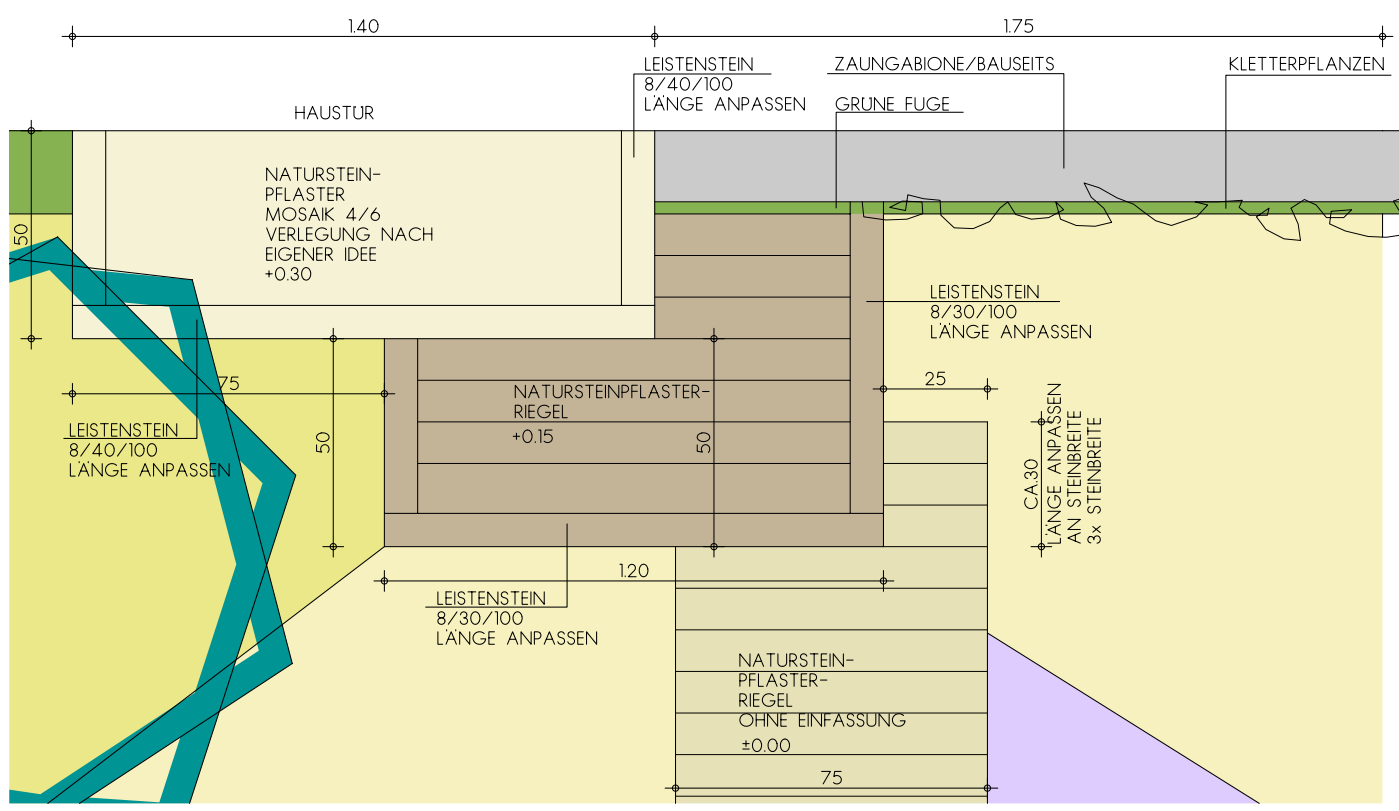 1.40
1.75
LEISTENSTEIN
8/40/100
LÄNGE ANPASSEN
ZAUNGABIONE/BAUSEITS
GRÜNE FUGE
KLETTERPFLANZEN
HAUSTÜR
NATURSTEIN-
PFLASTER
MOSAIK 4/6
VERLEGUNG NACH
EIGENER IDEE
+0.30
50
LEISTENSTEIN
8/30/100
LÄNGE ANPASSEN
75
25
NATURSTEINPFLASTER-
RIEGEL
+0.15
50
50
LEISTENSTEIN
8/40/100
LÄNGE ANPASSEN
CA.30
LÄNGE ANPASSEN
AN STEINBREITE
3x STEINBREITE
1.20
LEISTENSTEIN
8/30/100
LÄNGE ANPASSEN
NATURSTEIN-
PFLASTER-
RIEGEL
OHNE EINFASSUNG
±0.00
75